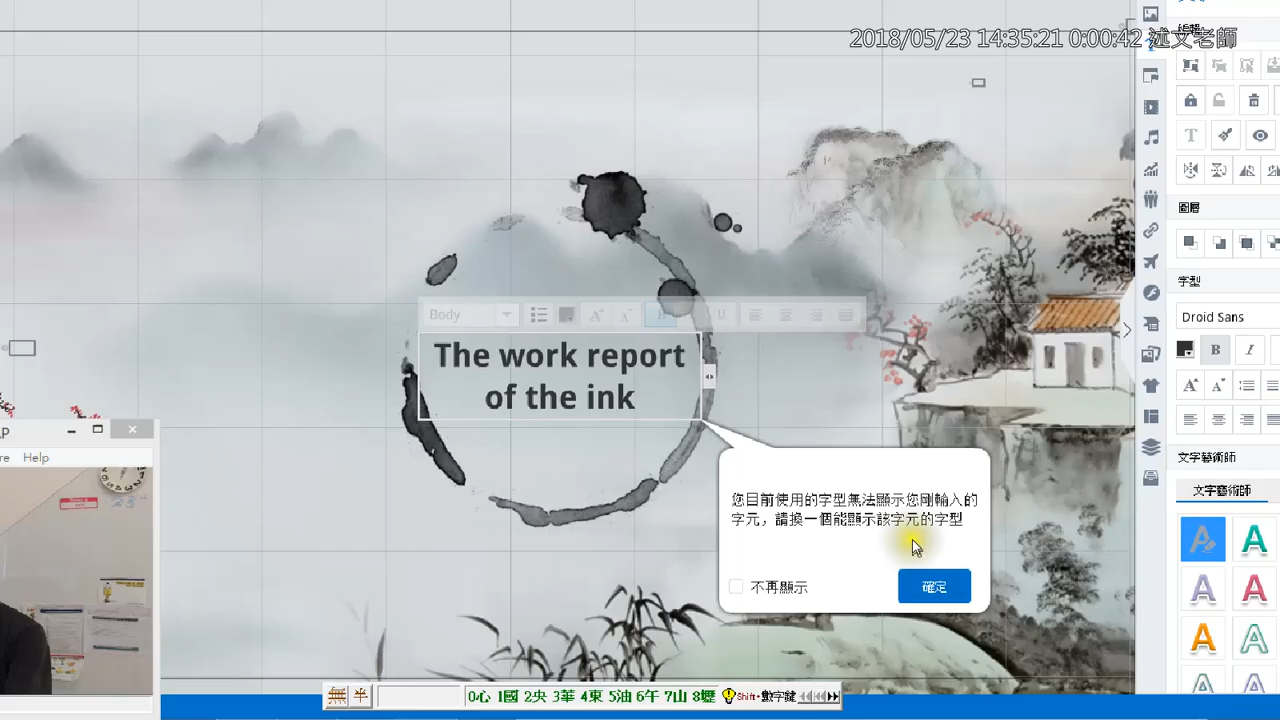 2018/05/23 14:35:21 0:00:42 述文老師
編輯
圖層
字型
Body
Droid Sans
The work report
of the ink
您目前使用的字型無法顯示您剛輸入的
字元，請換一個能顯示該字元的字型
不再顯示
確定
文字藝術師
文字藝術師
P
re Help
無 半
0心 1國 2央 3華 4東 5油 6午 7山 8壢
Shift+數字鍵